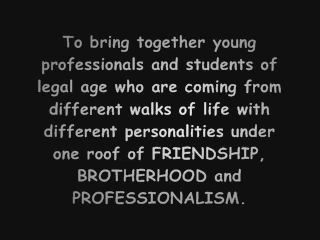 To bring together young
professionals and students of
legal age who are coming from
different walks of life with
different personalities under
one roof of FRIENDSHIP,
BROTHERHOOD and
PROFESSIONALISM.